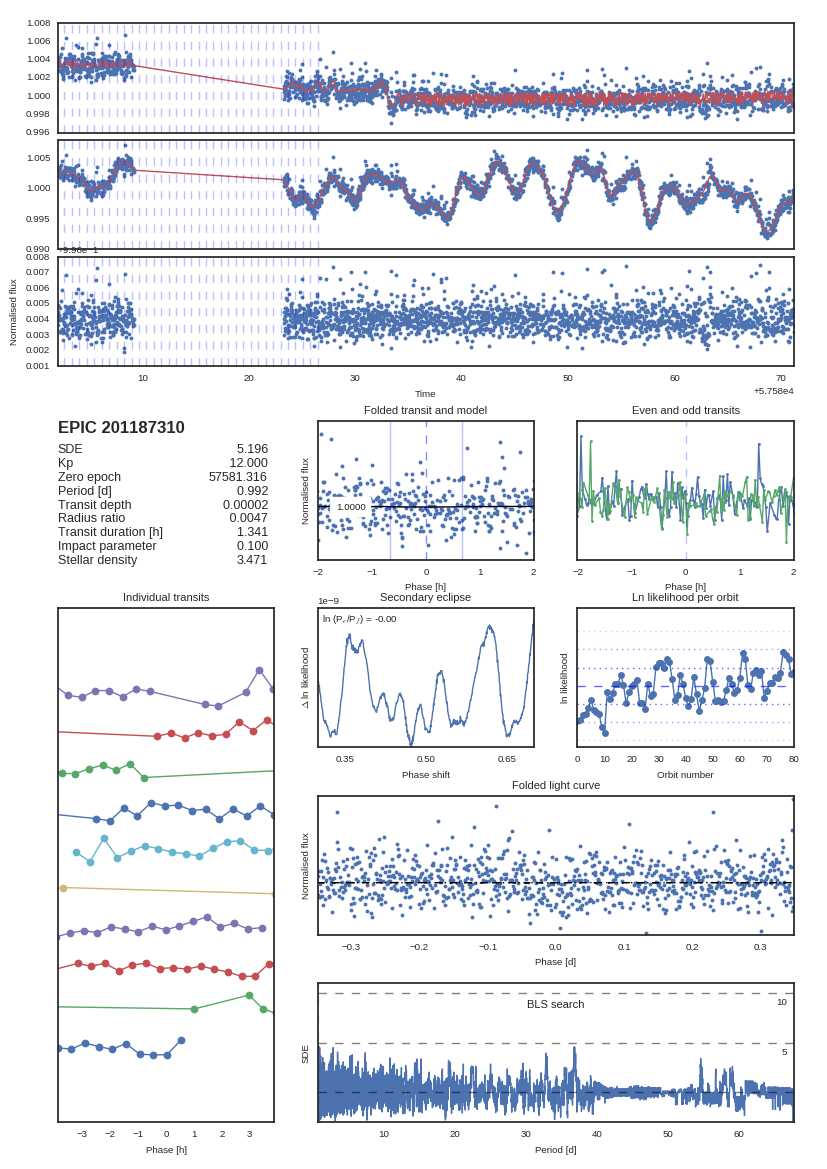 1.008
1.006
1.004
1.002
1.000
0.998
0.996
1.005
1.000
0.995
0.990
+9.96e−1
0.008
0.007
0.006
0.005
0.004
0.003
0.002
0.001
Normalised flux
10 20 30 40 50 60 70
Time
+5.758e4
EPIC 201187310
SDE 5.196
Kp 12.000
Zero epoch 57581.316
Period [d] 0.992
Transit depth 0.00002
Radius ratio 0.0047
Transit duration [h] 1.341
Impact parameter 0.100
Stellar density 3.471
Folded transit and model
Normalised flux
1.0000
−2 −1 0 1 2
Phase [h]
Even and odd transits
−2 −1 0 1 2
Phase [h]
Individual transits
−3 −2 −1 0 1 2 3
Phase [h]
Secondary eclipse
1e−9
ln (Pₑ/P𝑓) = -0.00
Δ ln likelihood
0.35 0.50 0.65
Phase shift
Ln likelihood per orbit
ln likelihood
0 10 20 30 40 50 60 70 80
Orbit number
Folded light curve
Normalised flux
−0.3 −0.2 −0.1 0.0 0.1 0.2 0.3
Phase [d]
BLS search
10
5
SDE
10 20 30 40 50 60
Period [d]